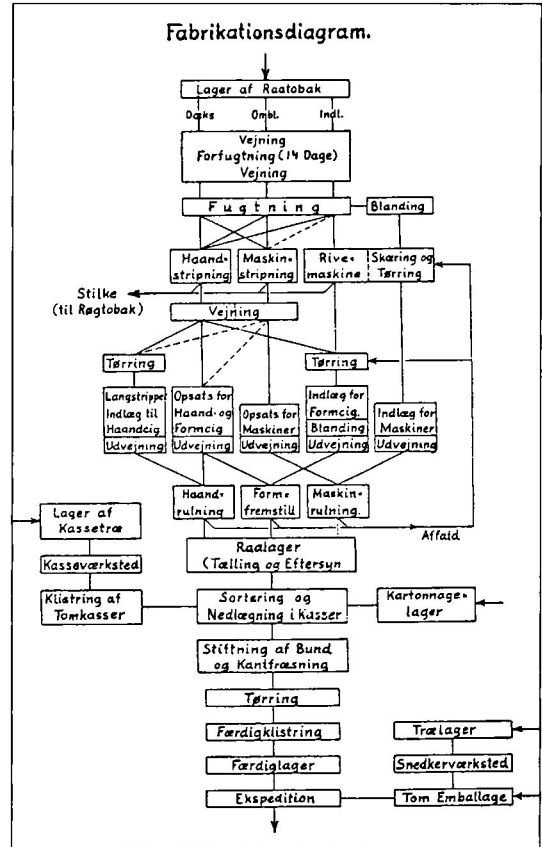 Fabrikationsdiagram.
Lager af Raatobak
Dæks Ombl. Indl.
Vejning
Forfugtning (14 Dage)
Vejning
Fugtning
Blanding
Haand-
stripning
Maskin-
stripning
Rive-
maskine
Skæring og
Tørring
Stilke
(til Røgtobak)
Vejning
Tørring
Tørring
Langstrippet
Indlæg til
Haandcig
Udvejning
Opsats for
Haand- og
Formcig
Udvejning
Opsats for
Maskiner
Udvejning
Indlæg for
Formcig.
Blanding
Udvejning
Indlæg for
Maskiner
Udvejning
Haand-
rulning
Form-
fremstill
Maskin-
rulning.
Affald
Lager af
Kassetræ
Kasseværksted
Klistring af
Tomkasser
Raalager
(Tælling og Eftersyn
Sortering og
Nedlægning i Kasser
Kartonnage-
lager
Stiftning af Bund
og Kantfræsning
Tørring
Færdigklistring
Færdiglager
Ekspedition
Trælager
Snedkerværksted
Tom Emballage